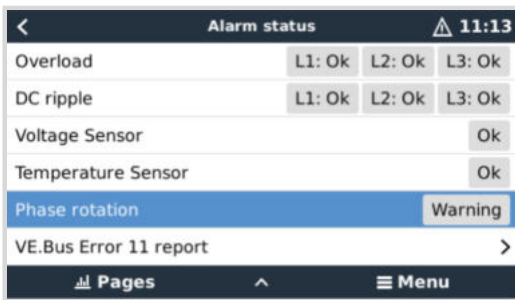 Alarm status 11:13
Overload L1: Ok L2: Ok L3: Ok
DC ripple L1: Ok L2: Ok L3: Ok
Voltage Sensor Ok
Temperature Sensor Ok
Phase rotation Warning
VE.Bus Error 11 report
Pages Menu